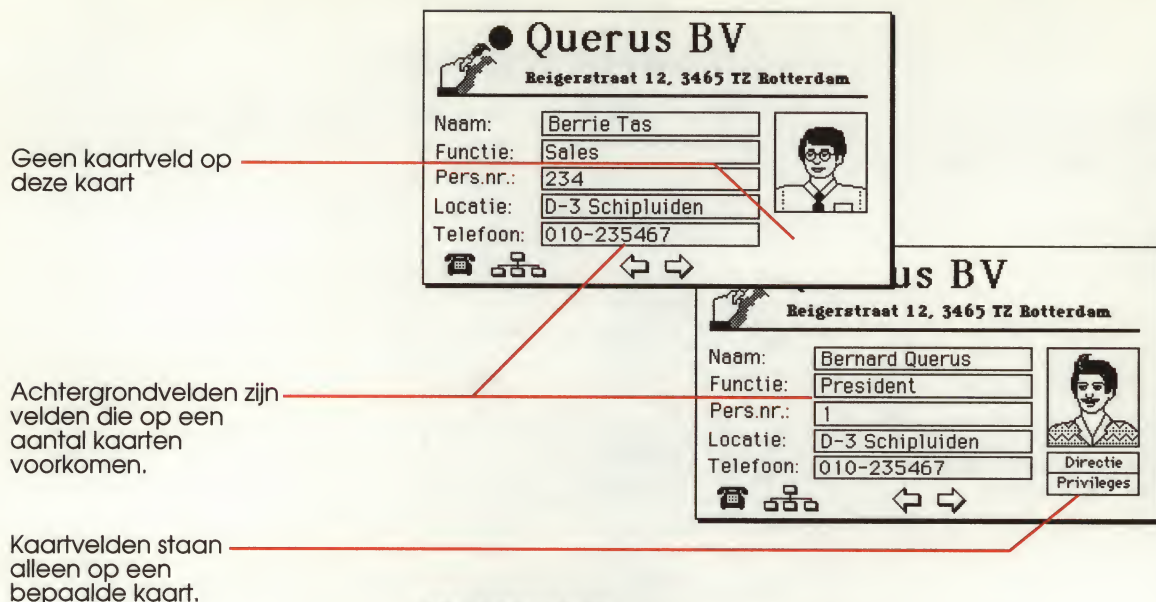 Querus BV
Reigerstraat 12, 3465 TZ Rotterdam
Naam: Berrie Tas
Functie: Sales
Pers.nr.: 234
Locatie: D-3 Schipluiden
Telefoon: 010-235467
Geen kaartveld op
deze kaart
us BV
Reigerstraat 12, 3465 TZ Rotterdam
Naam: Bernard Querus
Functie: President
Pers.nr.: 1
Locatie: D-3 Schipluiden
Telefoon: 010-235467
Directie
Privileges
Achtergrondvelden zijn
velden die op een
aantal kaarten
voorkomen.
Kaartvelden staan
alleen op een
bepaalde kaart.